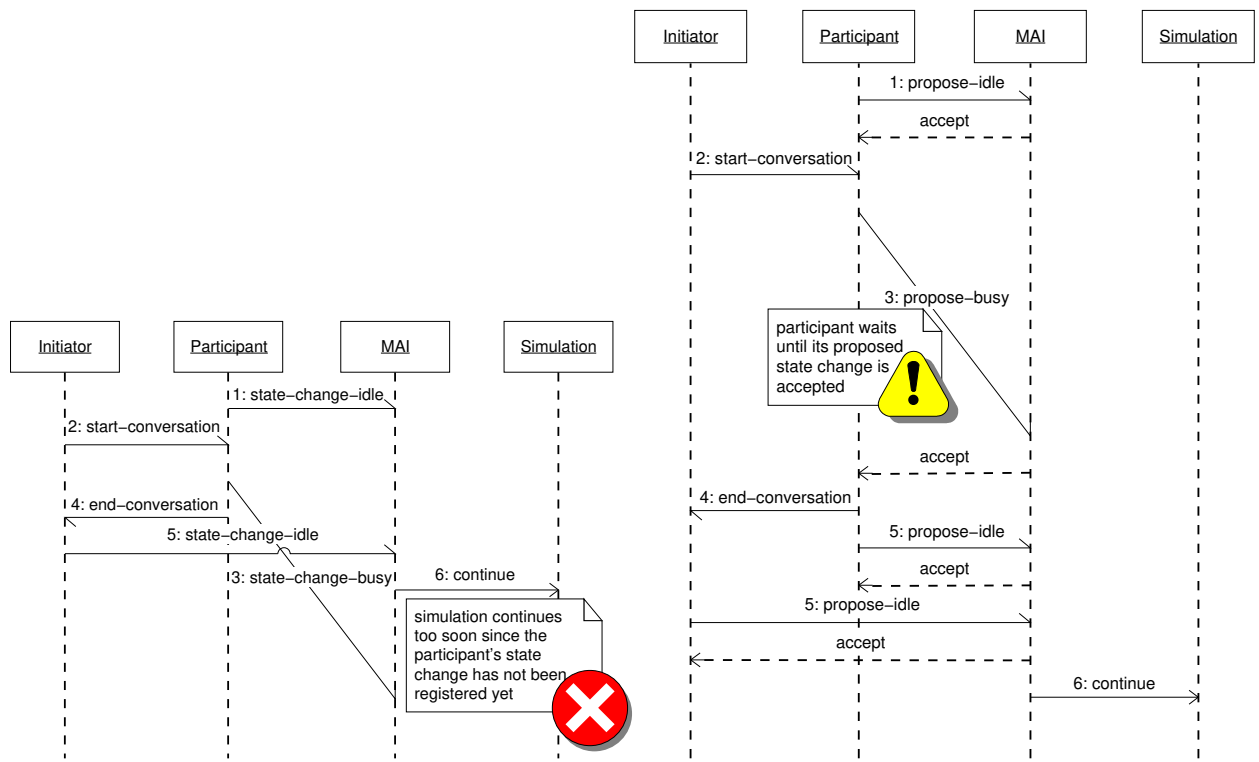 Initiator
Participant
MAI
Simulation
1: state−change−idle
2: start−conversation
4: end−conversation
5: state−change−idle
3: state−change−busy
6: continue
simulation continues
too soon since the
participant's state
change has not been
registered yet
Initiator
Participant
MAI
Simulation
1: propose−idle
accept
2: start−conversation
3: propose−busy
participant waits
until its proposed
state change is
accepted
accept
4: end−conversation
5: propose−idle
accept
5: propose−idle
accept
6: continue